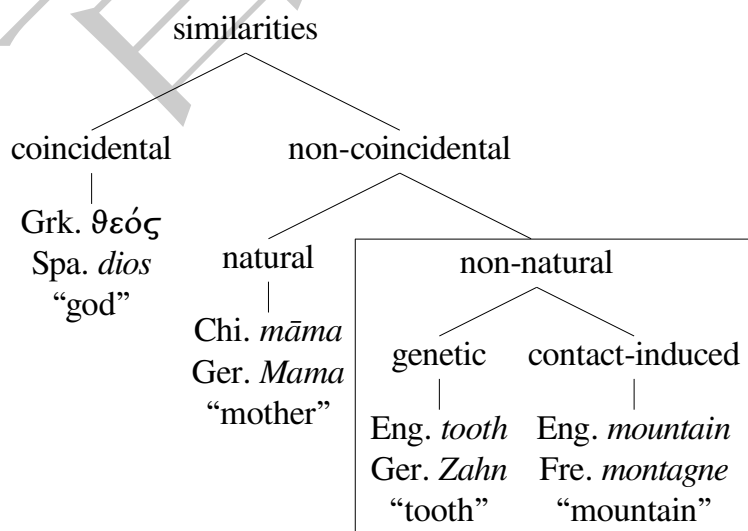 similarities
coincidental non-coincidental
Grk. ϑεός
Spa. dios
“god”
natural non-natural
Chi. māma
Ger. Mama
“mother”
genetic contact-induced
Eng. tooth Eng. mountain
Ger. Zahn Fre. montagne
“tooth” “mountain”